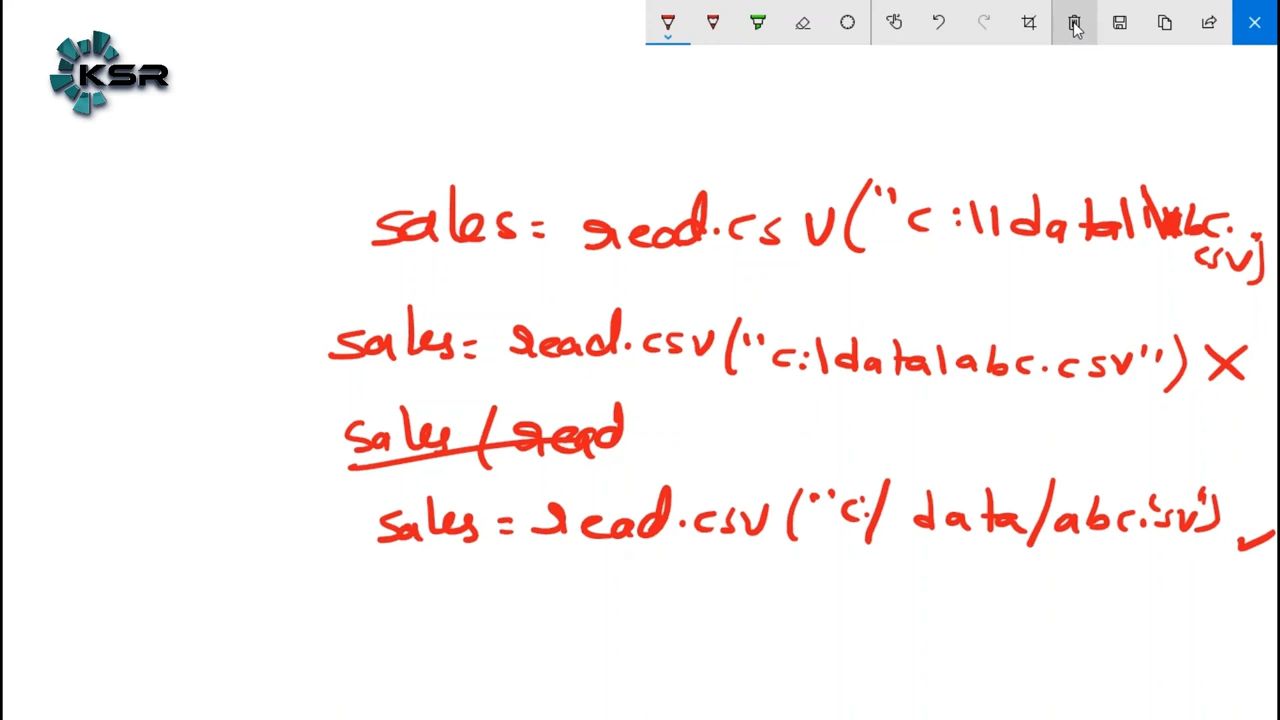 KSR
sales = read.csv("c:\\data\\abc.
csv)
sales = read.csv("c:\data\abc.csv") X
sales (read
sales = read.csv("c:/ data/abc.csv")